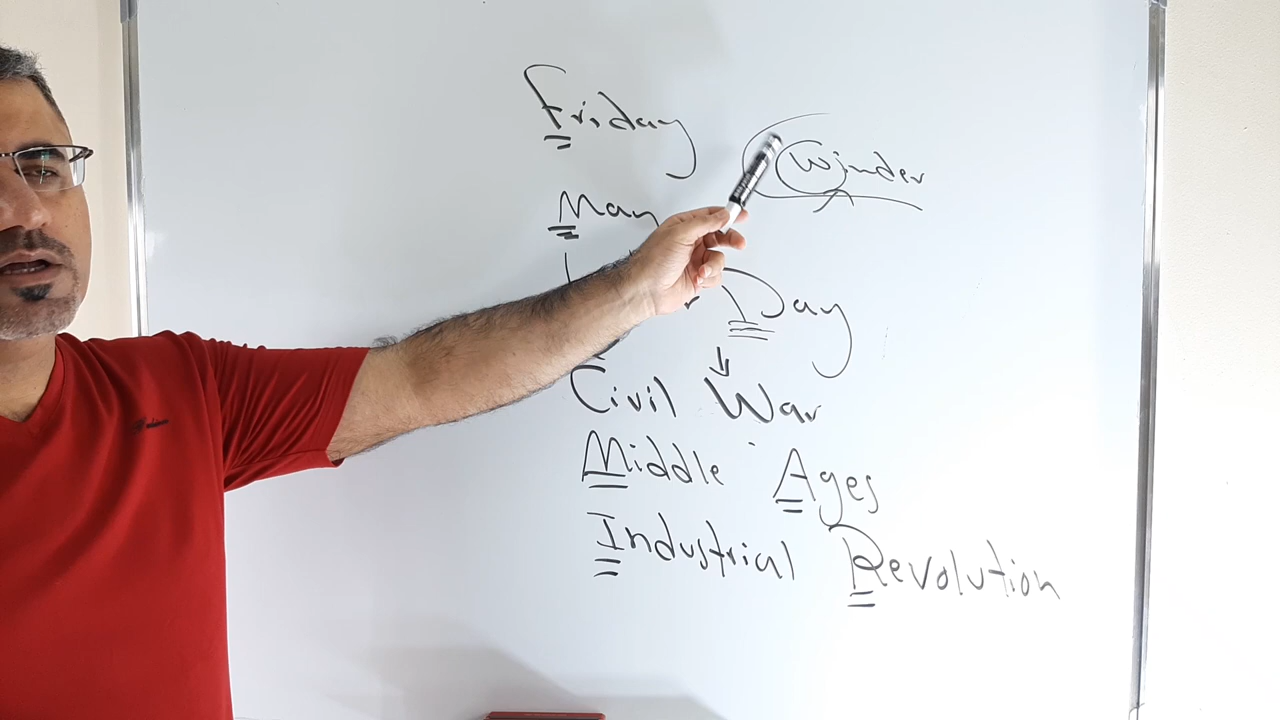 Friday
Winder
May
Day
Civil War
Middle Ages
Industrial Revolution